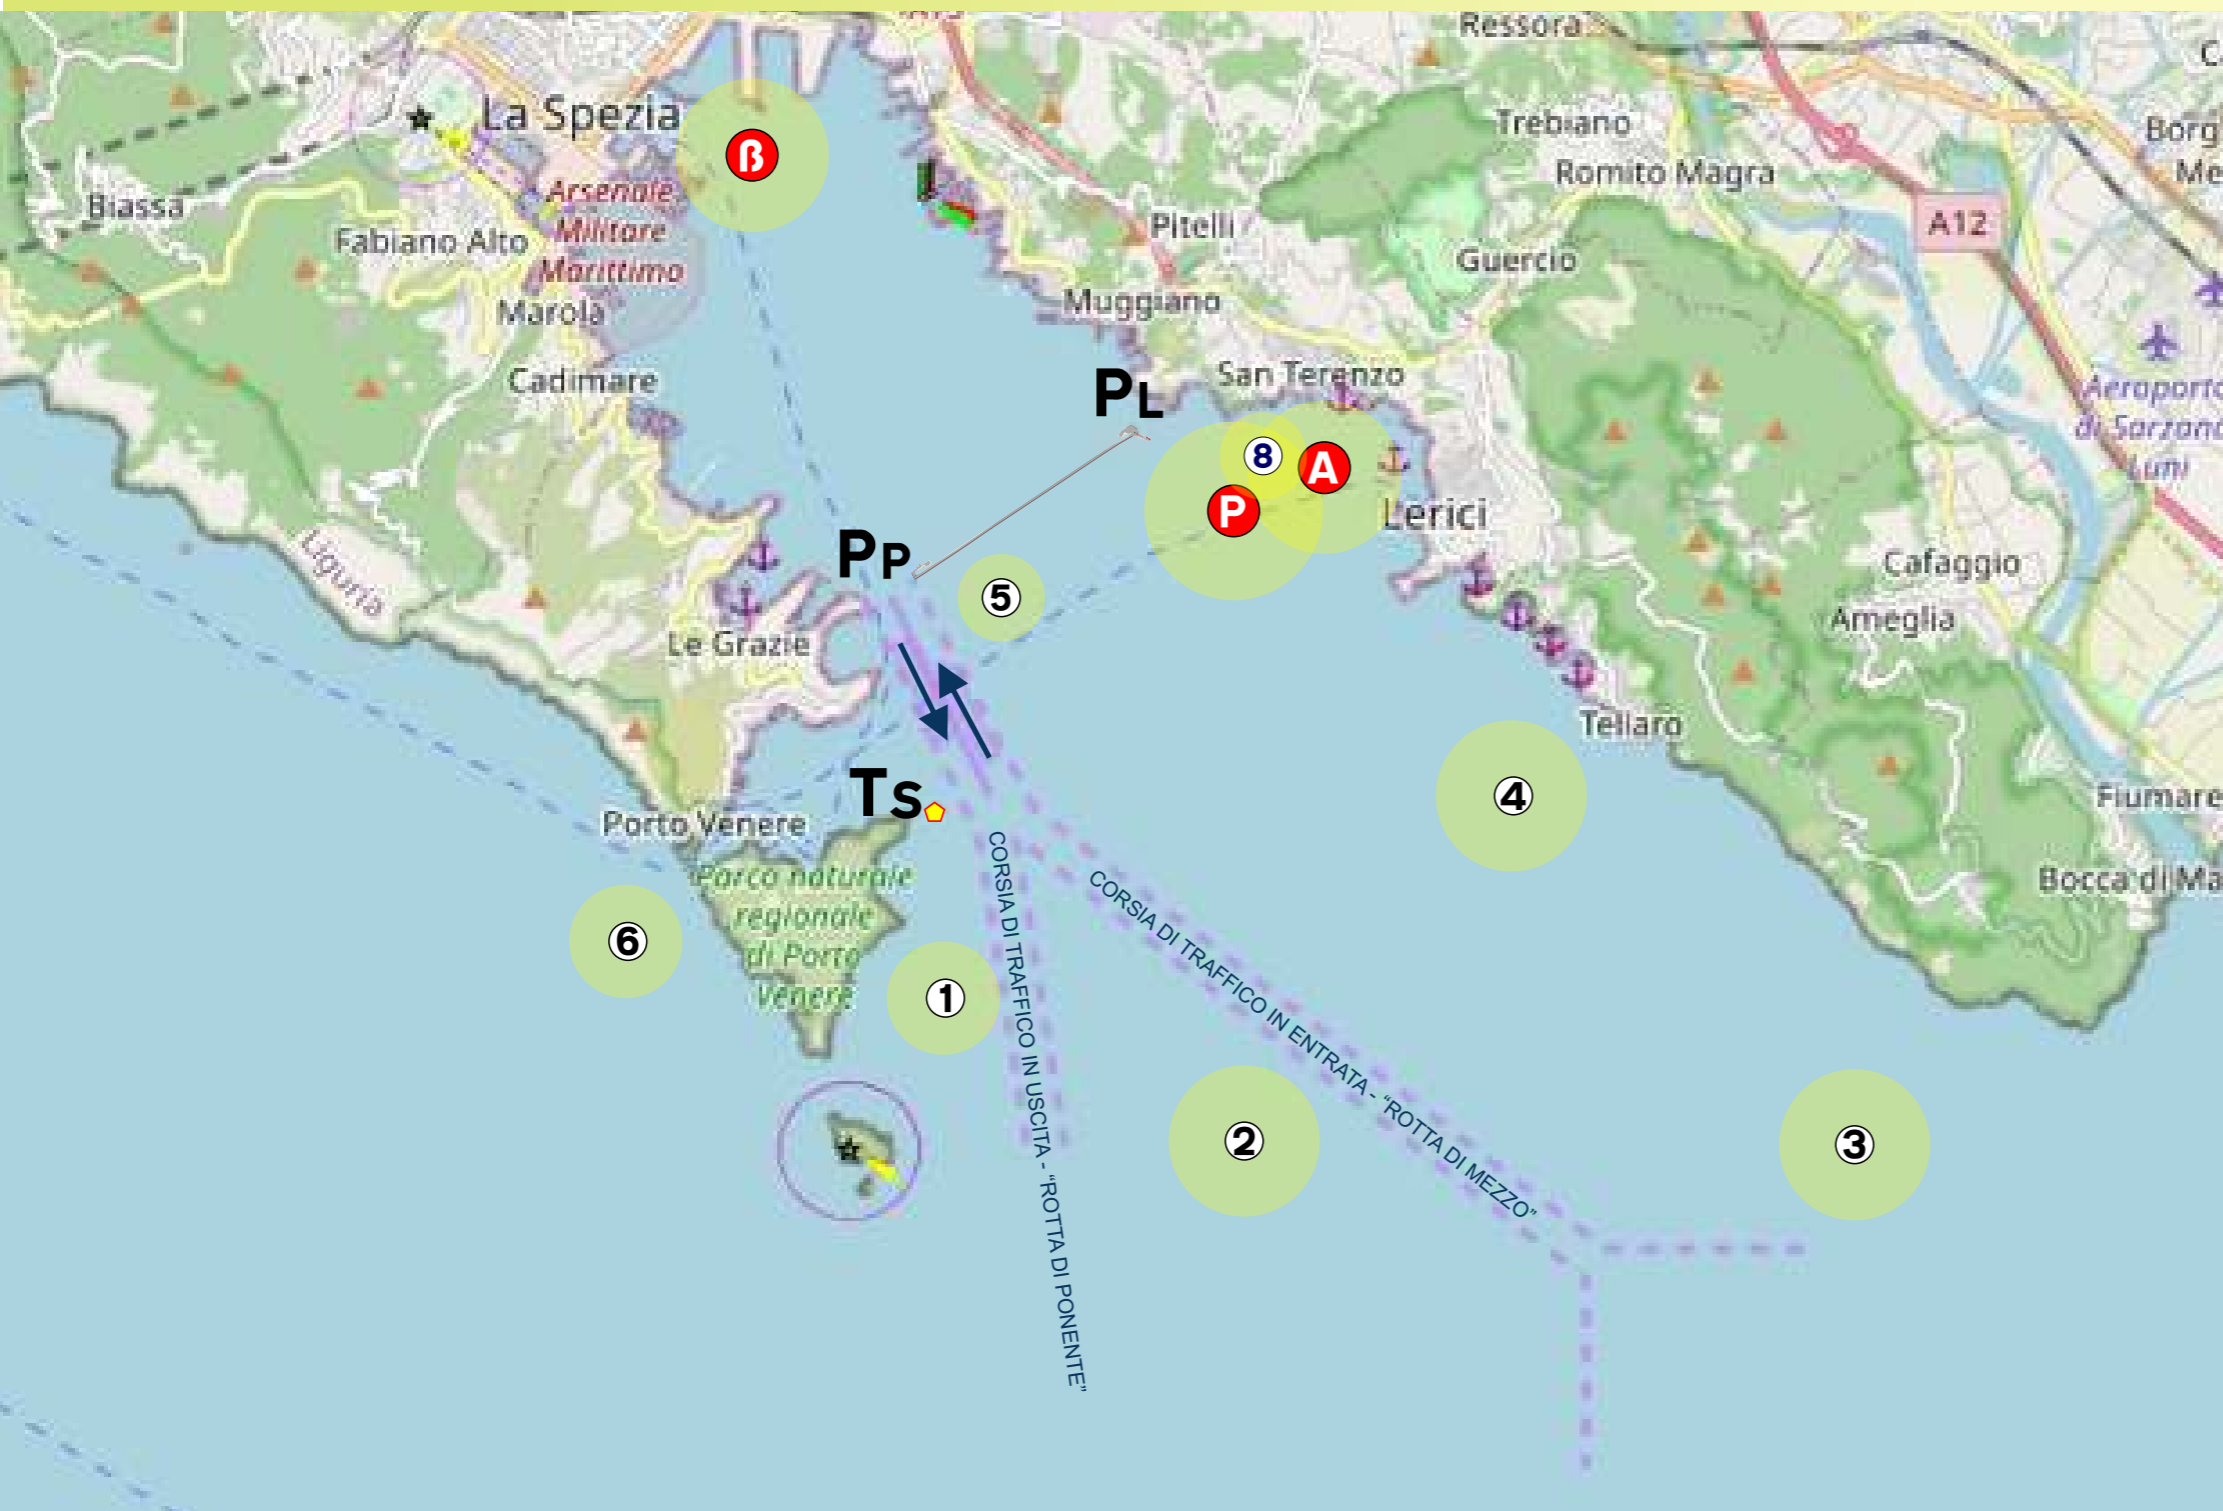 Ressora
La Spezia
ß
Trebiano
Borg
Romito Magra
Me
Biassa
Arsenale
Militare
Marittimo
Fabiano Alto
Pitelli
A12
Guercio
Marola
Muggiano
Cadimare
San Terenzo
PL
Aeroporto
di Sarzana
Luni
8
A
P
Lerici
Liguria
PP
5
Cafaggio
Ameglia
Le Grazie
Tellaro
Ts
4
Fiumare
Porto Venere
Parco naturale
regionale
di Porto
Venere
Bocca di Ma
6
1
CORSIA DI TRAFFICO IN USCITA - "ROTTA DI PONENTE"
CORSIA DI TRAFFICO IN ENTRATA - "ROTTA DI MEZZO"
2
3